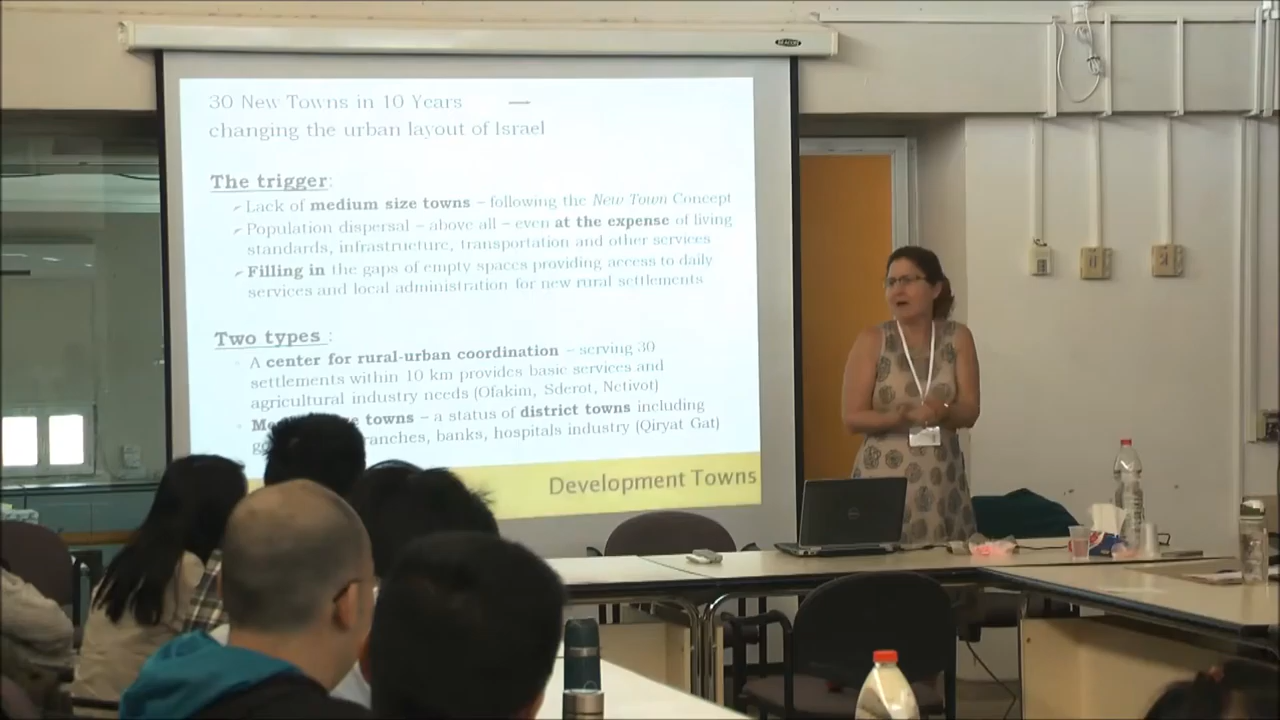 30 New Towns in 10 Years —
changing the urban layout of Israel
The trigger:
Lack of medium size towns – following the New Town Concept
Population dispersal – above all – even at the expense of living
standards, infrastructure, transportation and other services
Filling in the gaps of empty spaces providing access to daily
services and local administration for new rural settlements
Two types :
A center for rural-urban coordination – serving 30
settlements within 10 km provides basic services and
agricultural industry needs (Ofakim, Sderot, Netivot)
towns – a status of district towns including
banks, hospitals industry (Qiryat Gat)
Development Towns